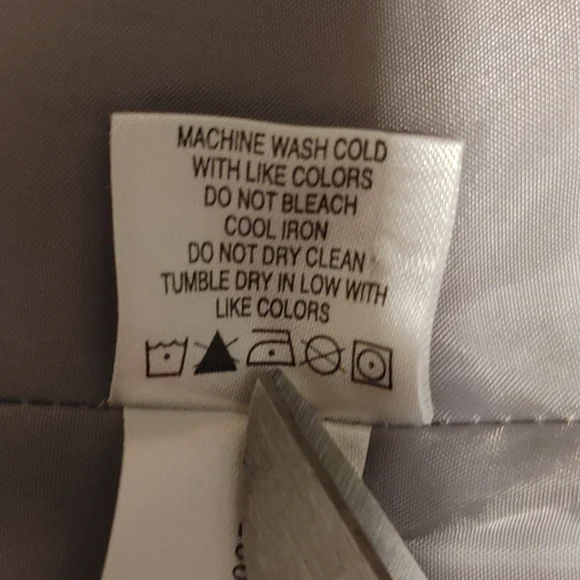 MACHINE WASH COLD
WITH LIKE COLORS
DO NOT BLEACH
COOL IRON
DO NOT DRY CLEAN
TUMBLE DRY IN LOW WITH
LIKE COLORS